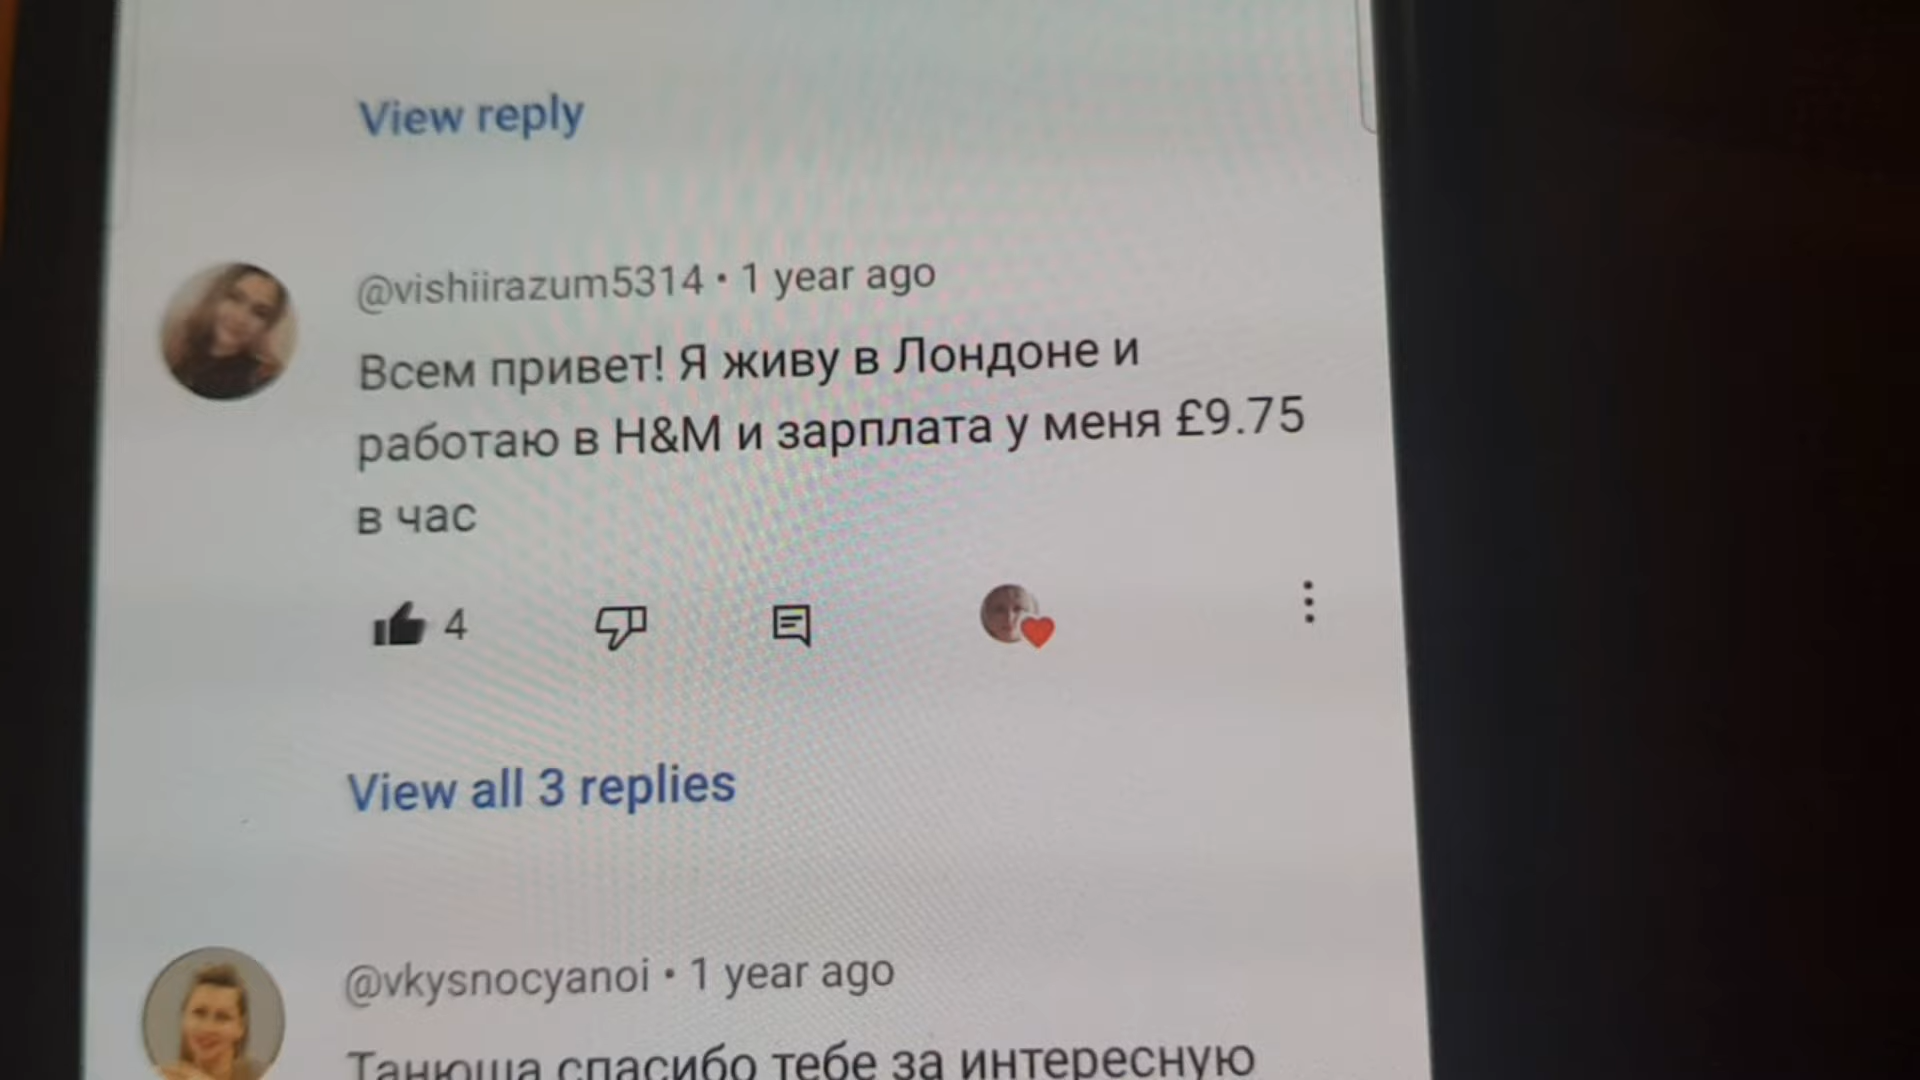 View reply
@vishiirazum5314 • 1 year ago
Всем привет! Я живу в Лондоне и
работаю в H&M и зарплата у меня £9.75
в час
4
View all 3 replies
@vkysnocyanoi • 1 year ago
Танюша спасибо тебе за интересную